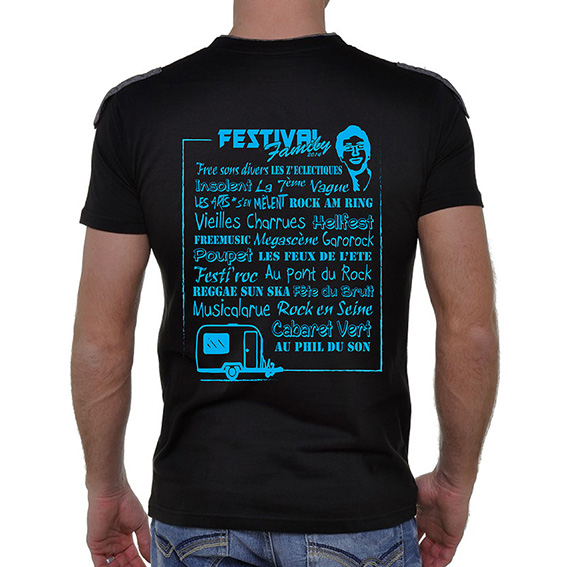 FESTIVAL
Family
2014
Free sons divers LES Z'ECLECTIQUES
Insolent La 7ème Vague
LES ARTS S'EN MÊLENT ROCK AM RING
Vieilles Charrues Hellfest
FREEMUSIC Megascène Garorock
Poupet LES FEUX DE L'ETE
Festi'roc Au Pont du Rock
REGGAE SUN SKA Fête du Bruit
Musicalarue Rock en Seine
Cabaret Vert
AU PHIL DU SON